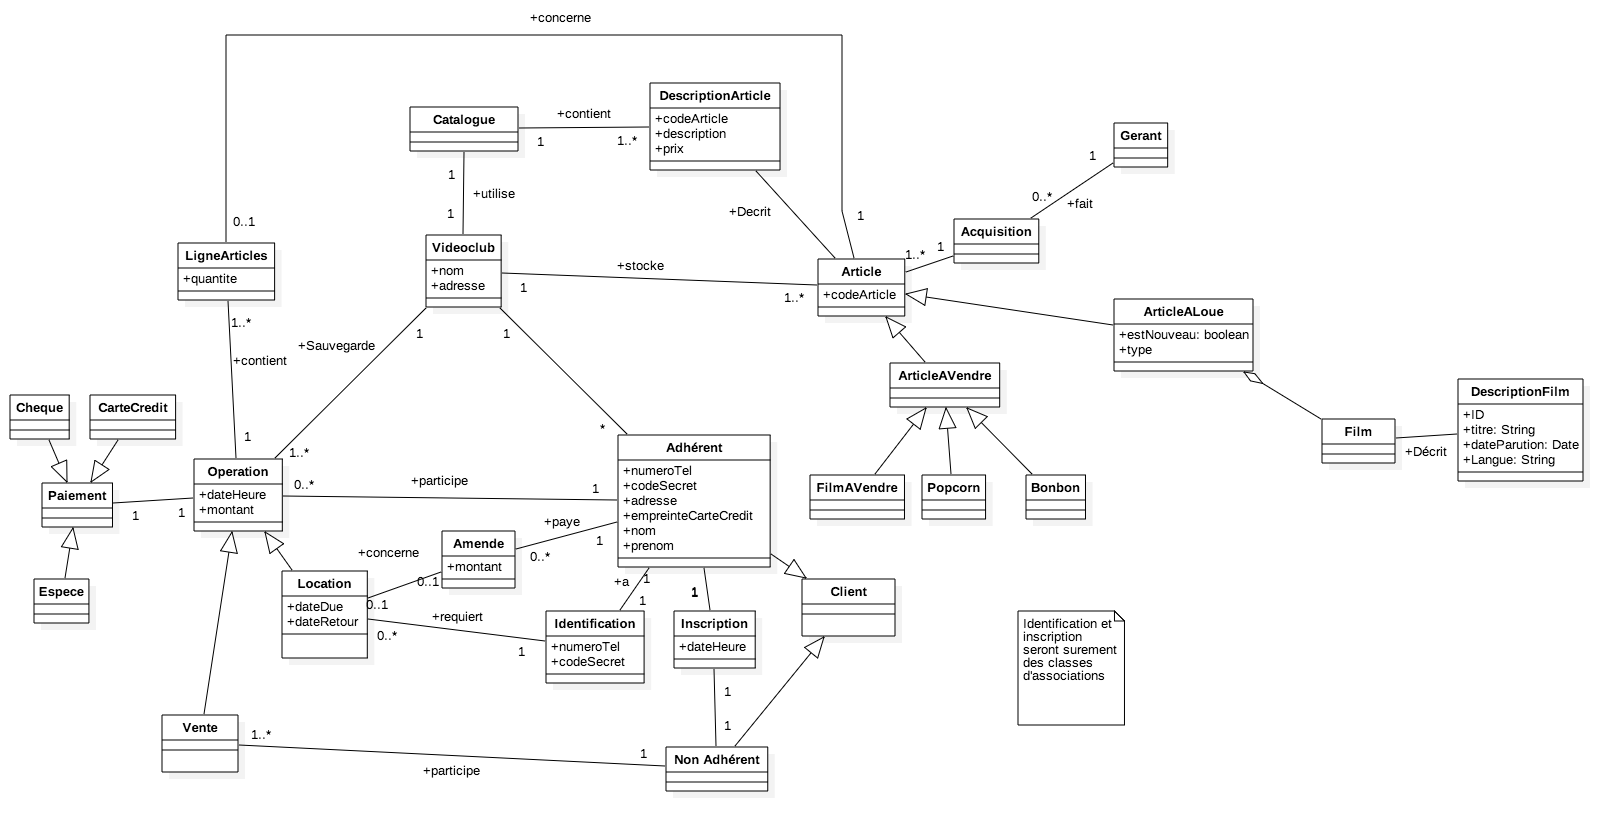 +concerne
DescriptionArticle
+codeArticle
+description
+prix
Catalogue
+contient
1
1..*
Gerant
1
0..*
+fait
1
+utilise
1
+Decrit
0..1
1
Acquisition
1
1..*
LigneArticles
+quantite
Videoclub
+nom
+adresse
+stocke
1
1..*
Article
+codeArticle
ArticleALoue
+estNouveau: boolean
+type
1..*
+contient
1
+Sauvegarde
1
1..*
1
*
ArticleAVendre
DescriptionFilm
+ID
+titre: String
+dateParution: Date
+Langue: String
Film
+Décrit
Cheque
CarteCredit
Paiement
1
1
Operation
+dateHeure
+montant
0..*
+participe
1
Adhérent
+numeroTel
+codeSecret
+adresse
+empreinteCarteCredit
+nom
+prenom
FilmAVendre
Popcorn
Bonbon
+paye
0..*
1
Amende
+montant
+concerne
0..1
0..1
Espece
Location
+dateDue
+dateRetour
+requiert
0..*
1
+a
1
1
Identification
+numeroTel
+codeSecret
1
Inscription
+dateHeure
1
1
Client
Identification et
inscription
seront surement
des classes
d'associations
Vente
1..*
+participe
1
Non Adhérent